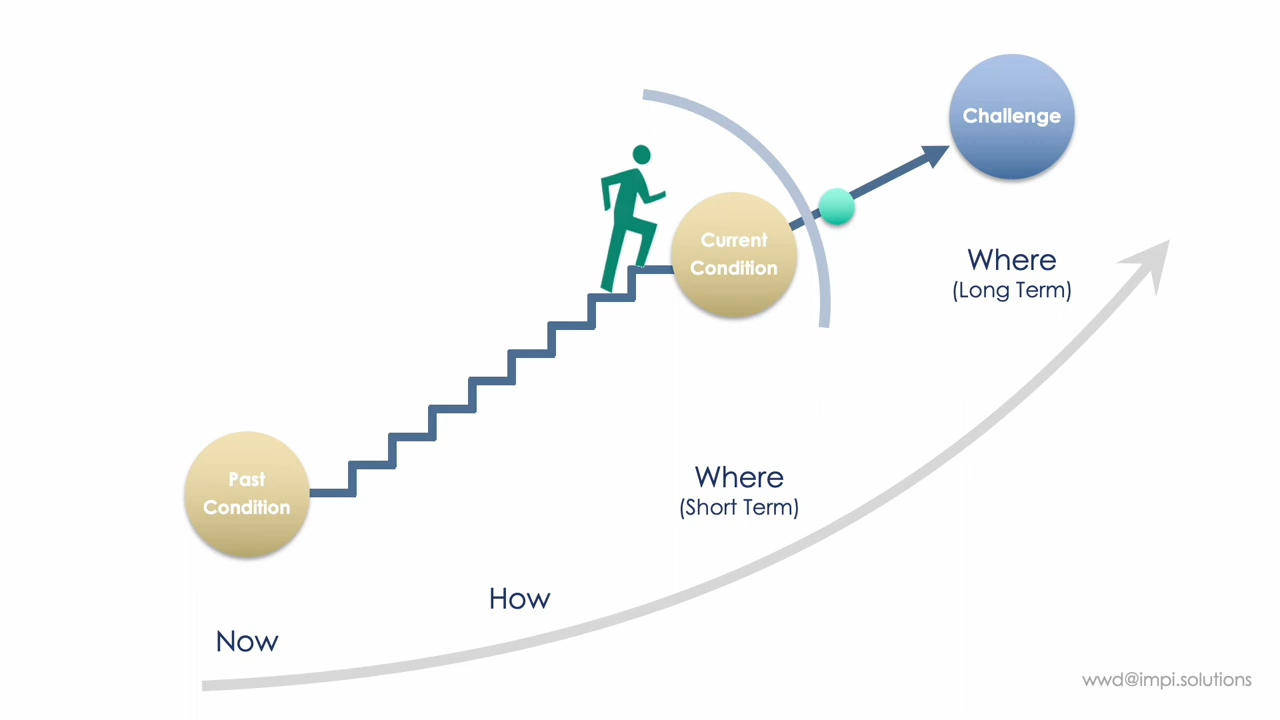 Challenge
Current
Condition
Where
(Long Term)
Past
Condition
Where
(Short Term)
How
Now
wwd@impi.solutions